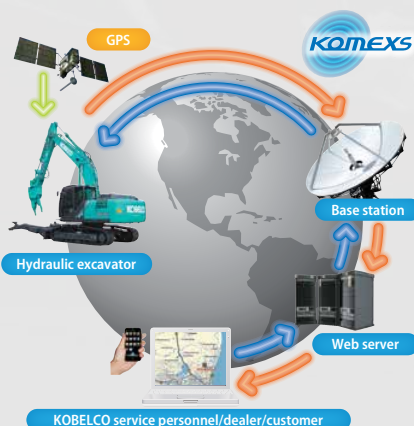 GPS
KOMEXS
Base station
Hydraulic excavator
Web server
KOBELCO service personnel/dealer/customer